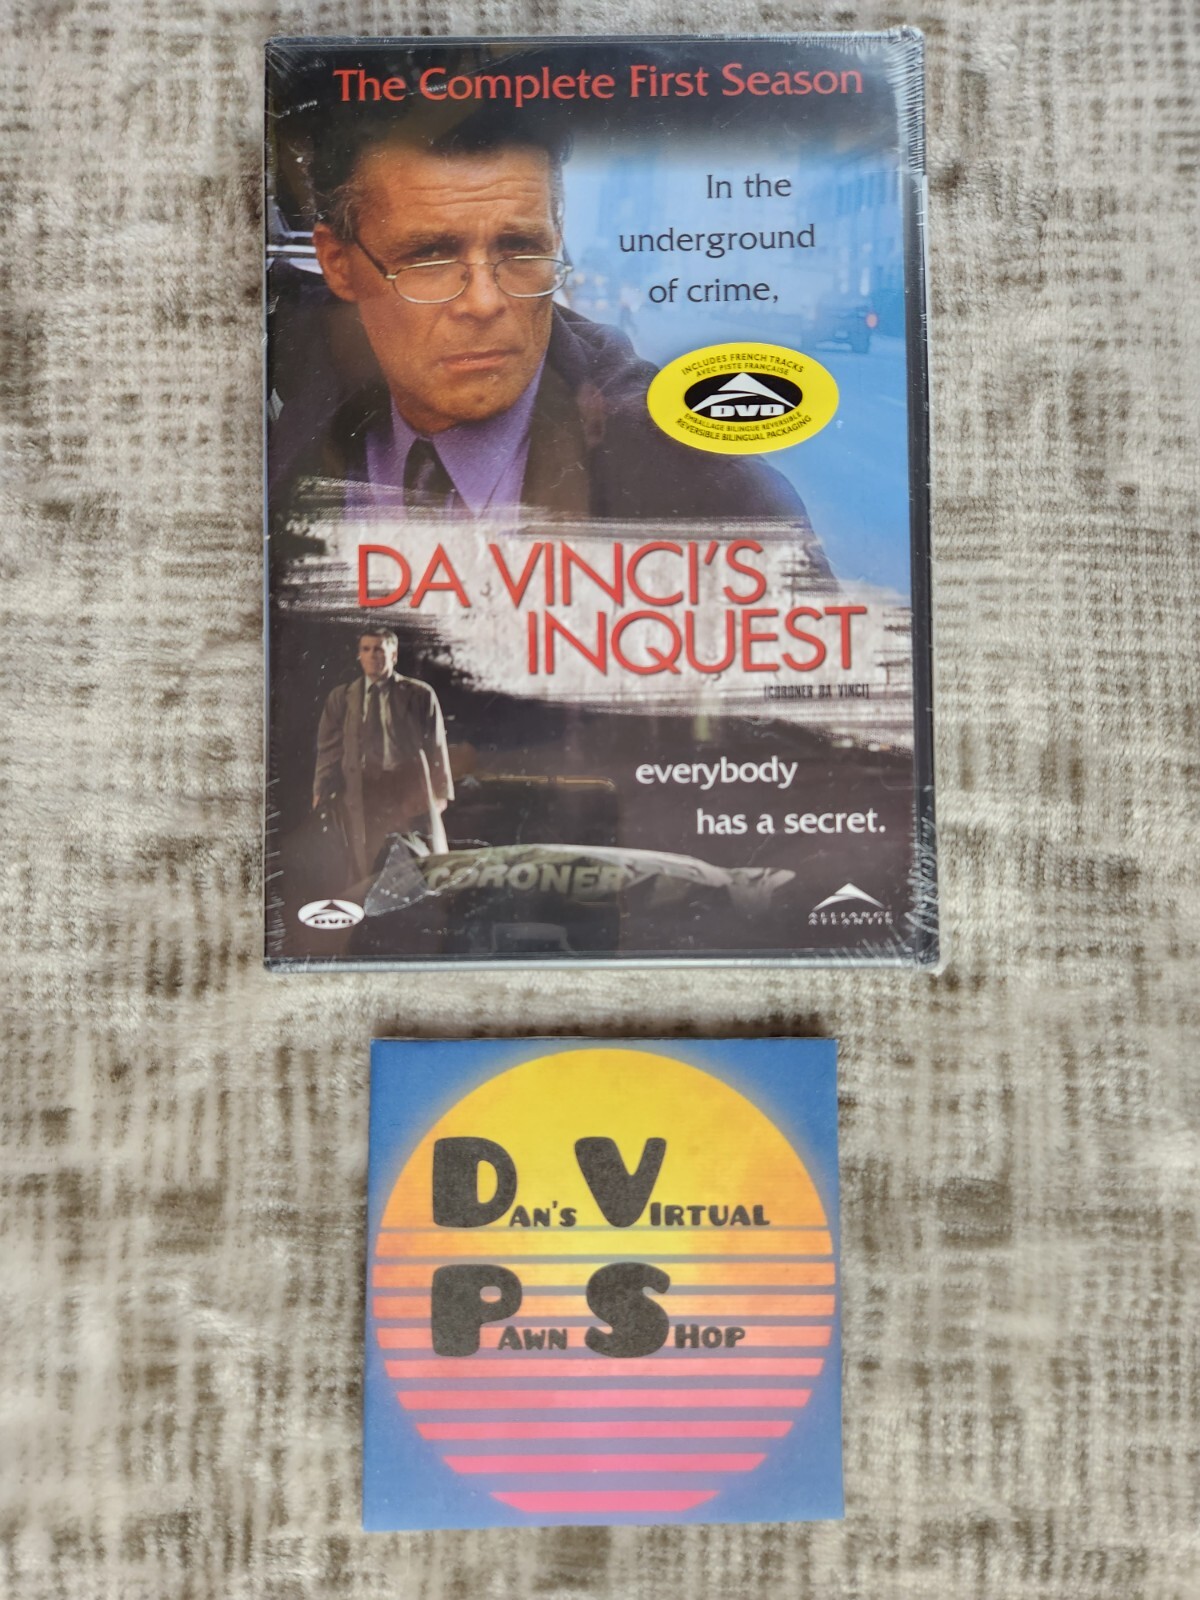 The Complete First Season
In the
underground
of crime,
INCLUDES FRENCH TRACKS
AVEC PISTE FRANÇAISE
DVD
EMBALLAGE BILINGUE RÉVERSIBLE
REVERSIBLE BILINGUAL PACKAGING
DA VINCI'S
INQUEST
[CORONER DA VINCI]
everybody
has a secret.
CORONER
DVD
ALLIANCE
ATLANTIS
DAN'S VIRTUAL
PAWN SHOP